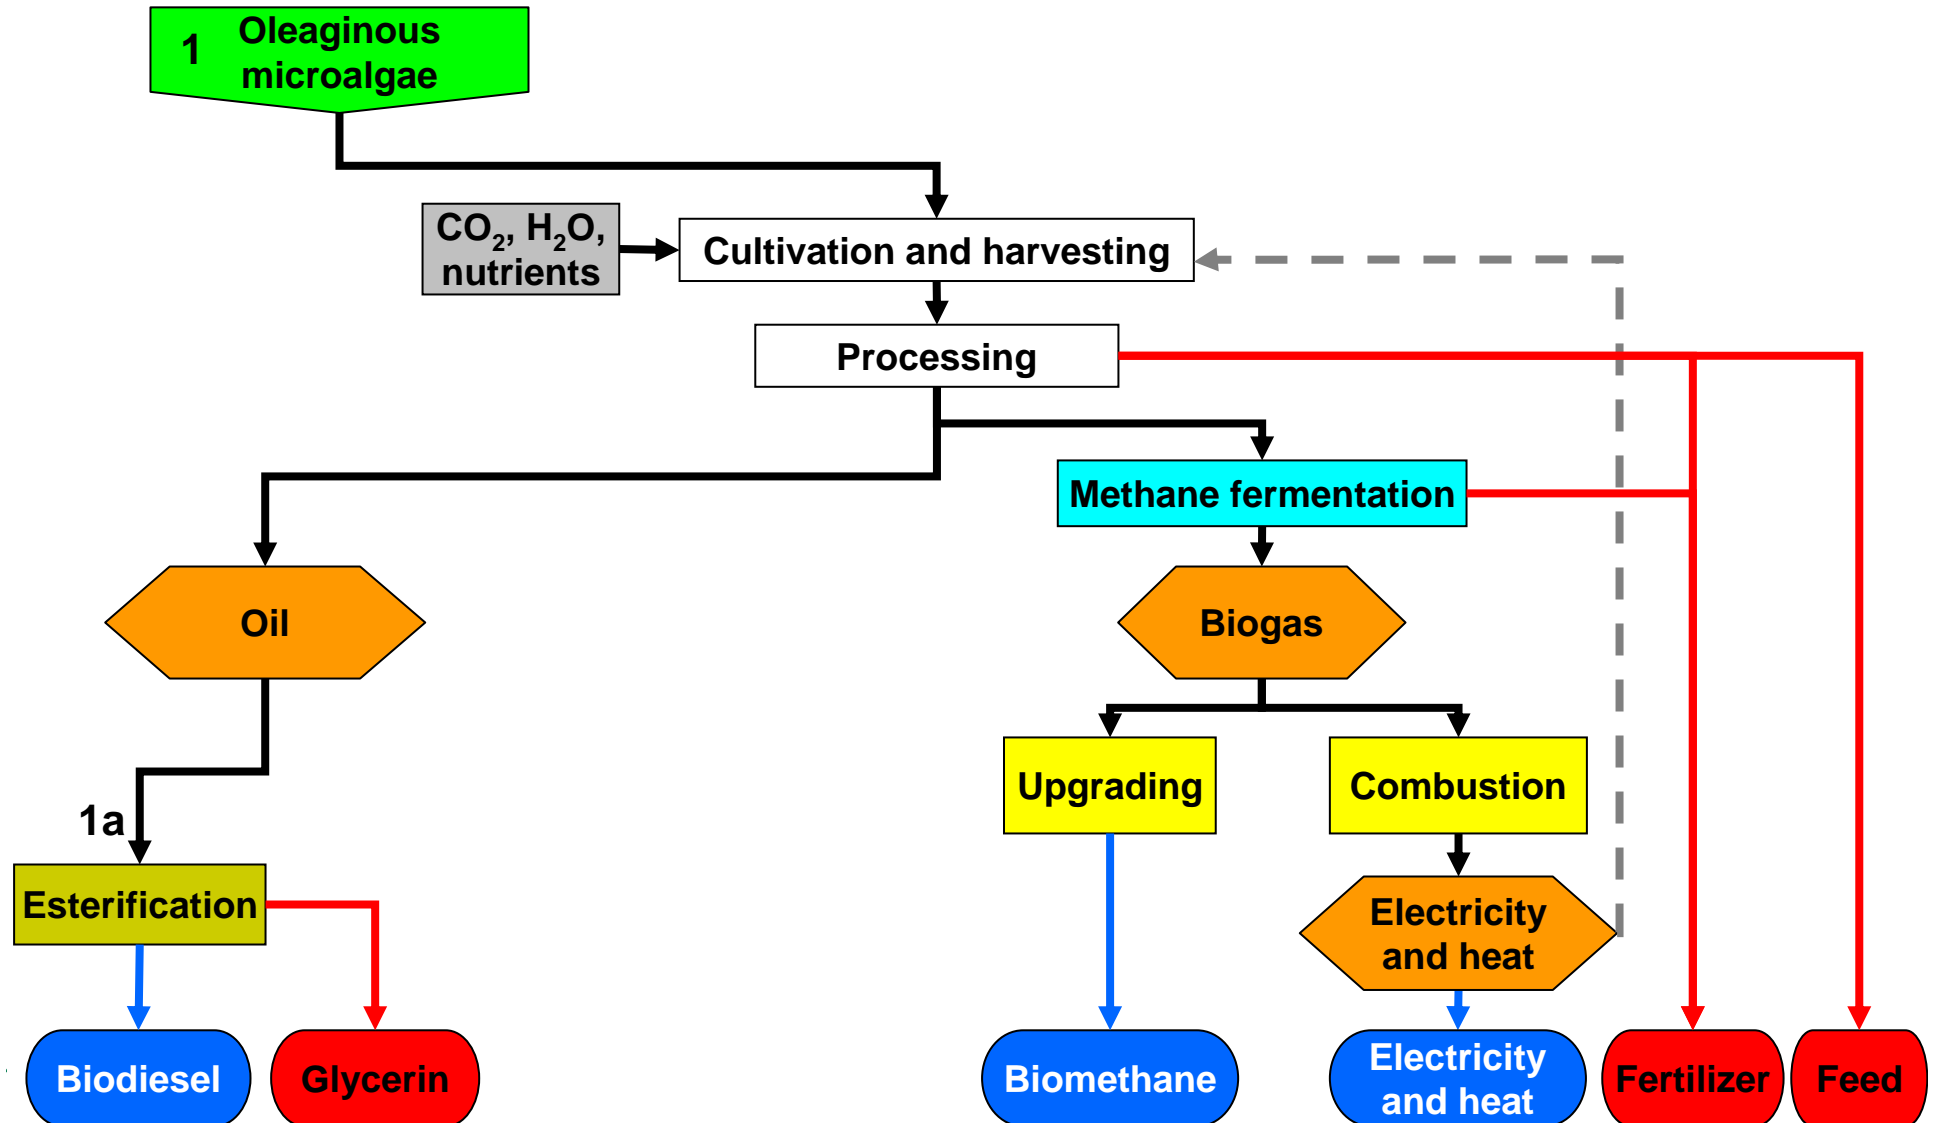 1 Oleaginous
microalgae
CO₂, H₂O,
nutrients
Cultivation and harvesting
Processing
Methane fermentation
Oil
Biogas
Upgrading
Combustion
1a
Esterification
Electricity
and heat
Biodiesel
Glycerin
Biomethane
Electricity
and heat
Fertilizer
Feed